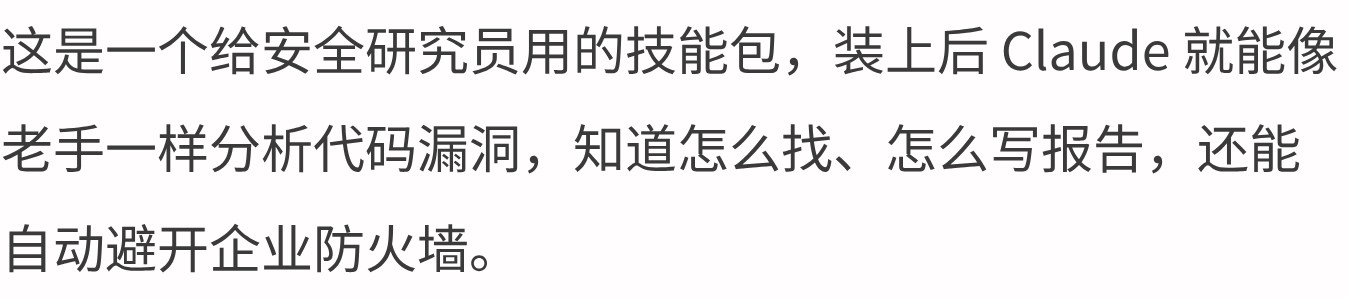 这是一个给安全研究员用的技能包，装上后 Claude 就能像
老手一样分析代码漏洞，知道怎么找、怎么写报告，还能
自动避开企业防火墙。